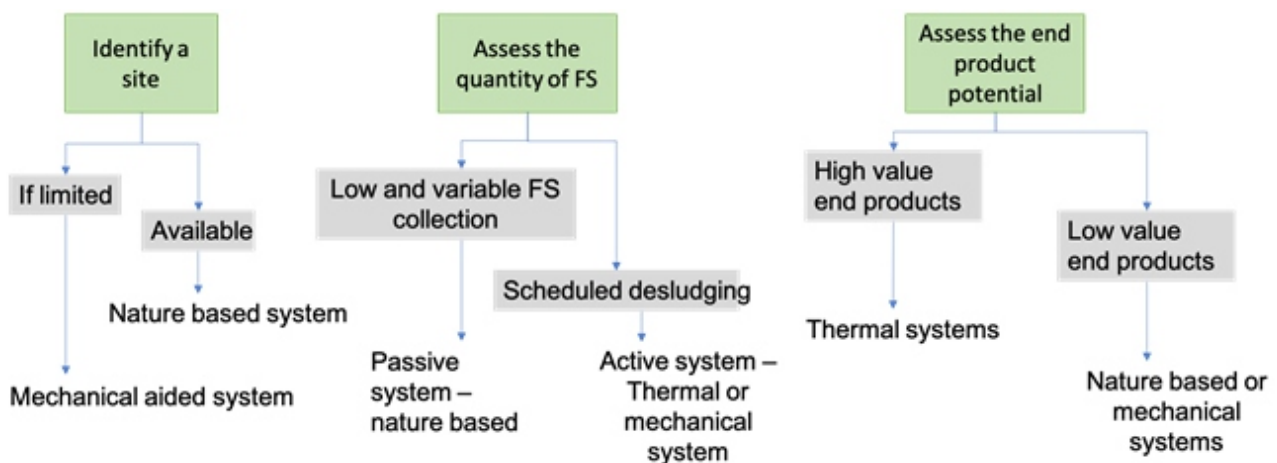 Identify a
site
If limited
Available
Nature based system
Mechanical aided system
Assess the
quantity of FS
Low and variable FS
collection
Scheduled desludging
Passive
system –
nature based
Active system –
Thermal or
mechanical
system
Assess the end
product
potential
High value
end products
Low value
end products
Thermal systems
Nature based or
mechanical
systems